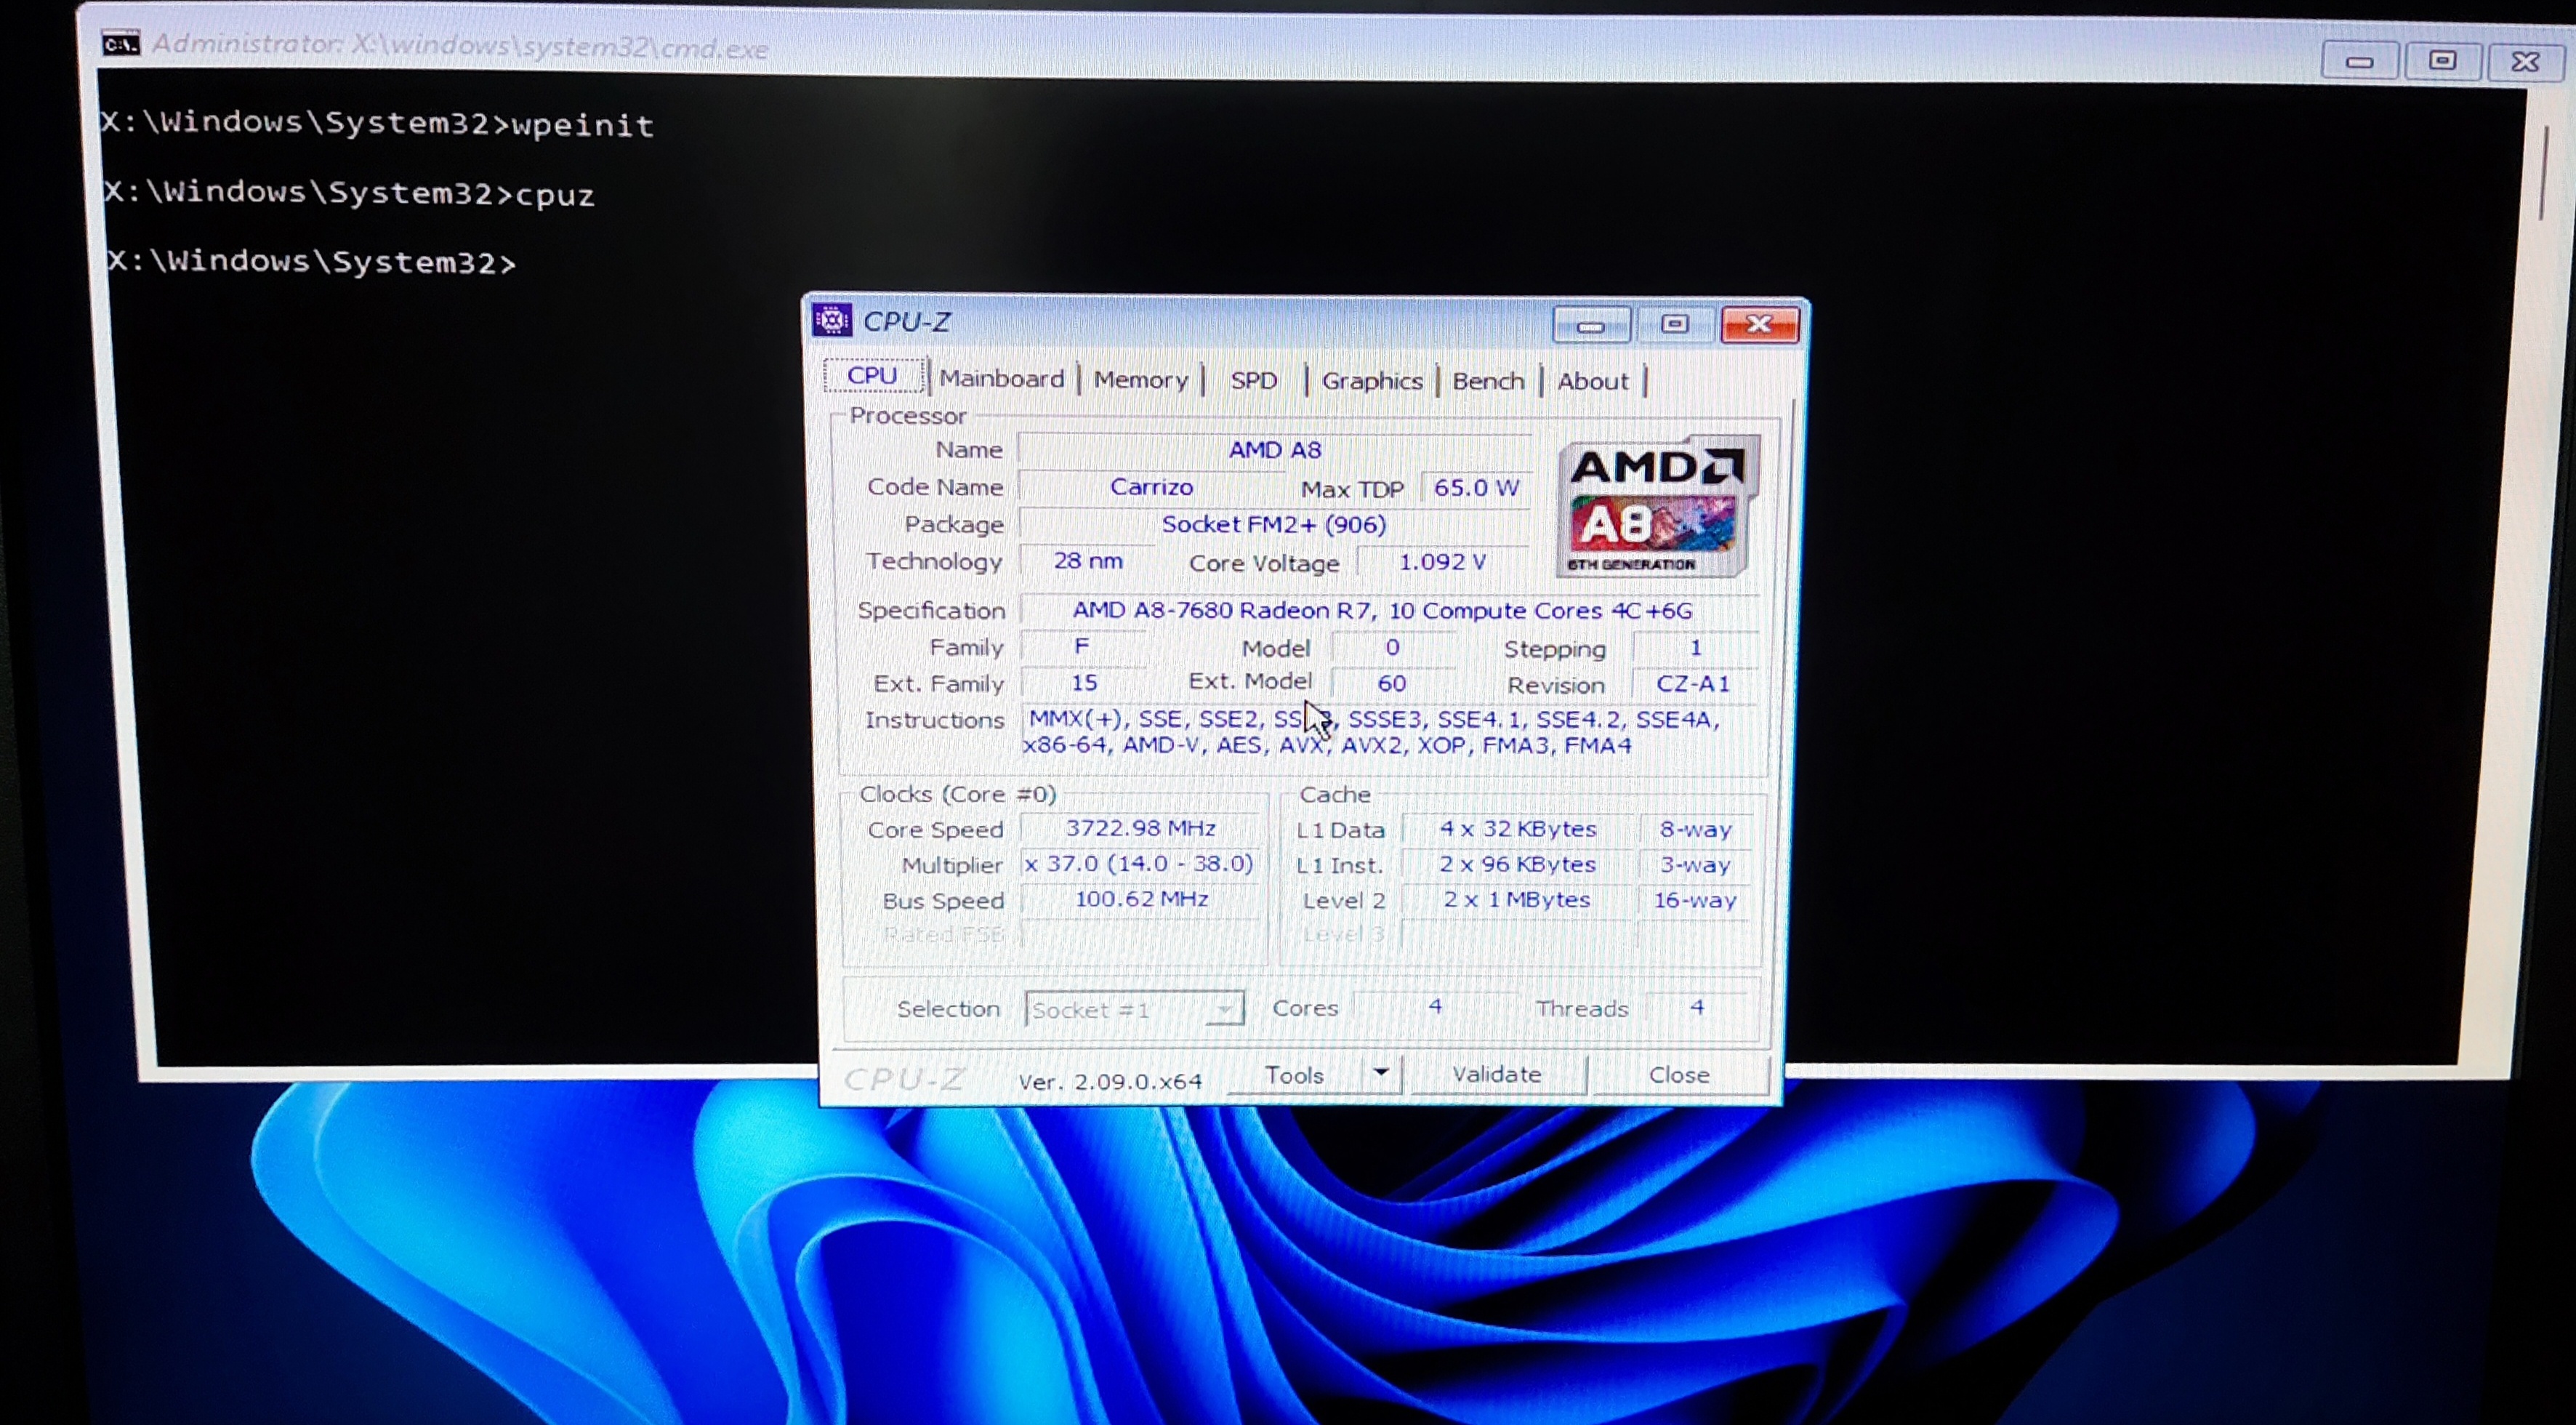 Administrator: X:\windows\system32\cmd.exe
X:\Windows\System32>wpeinit
X:\Windows\System32>cpuz
X:\Windows\System32>
CPU-Z
CPU Mainboard Memory SPD Graphics Bench About
Processor
Name AMD A8
Code Name Carrizo Max TDP 65.0 W
Package Socket FM2+ (906)
Technology 28 nm Core Voltage 1.092 V
AMD
A8
6TH GENERATION
Specification AMD A8-7680 Radeon R7, 10 Compute Cores 4C+6G
Family F Model 0 Stepping 1
Ext. Family 15 Ext. Model 60 Revision CZ-A1
Instructions MMX(+), SSE, SSE2, SSE3, SSSE3, SSE4.1, SSE4.2, SSE4A,
x86-64, AMD-V, AES, AVX, AVX2, XOP, FMA3, FMA4
Clocks (Core #0) Cache
Core Speed 3722.98 MHz L1 Data 4 x 32 KBytes 8-way
Multiplier x 37.0 (14.0 - 38.0) L1 Inst. 2 x 96 KBytes 3-way
Bus Speed 100.62 MHz Level 2 2 x 1 MBytes 16-way
Rated FSB Level 3
Selection Socket #1 Cores 4 Threads 4
CPU-Z Ver. 2.09.0.x64 Tools Validate Close